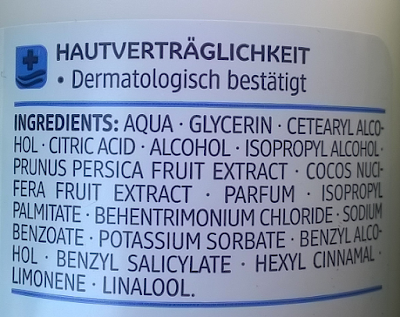 HAUTVERTRÄGLICHKEIT
• Dermatologisch bestätigt
INGREDIENTS: AQUA · GLYCERIN · CETEARYL ALCO-
HOL · CITRIC ACID · ALCOHOL · ISOPROPYL ALCOHOL ·
PRUNUS PERSICA FRUIT EXTRACT · COCOS NUCI-
FERA FRUIT EXTRACT · PARFUM · ISOPROPYL
PALMITATE · BEHENTRIMONIUM CHLORIDE · SODIUM
BENZOATE · POTASSIUM SORBATE · BENZYL ALCO-
HOL · BENZYL SALICYLATE · HEXYL CINNAMAL ·
LIMONENE · LINALOOL.